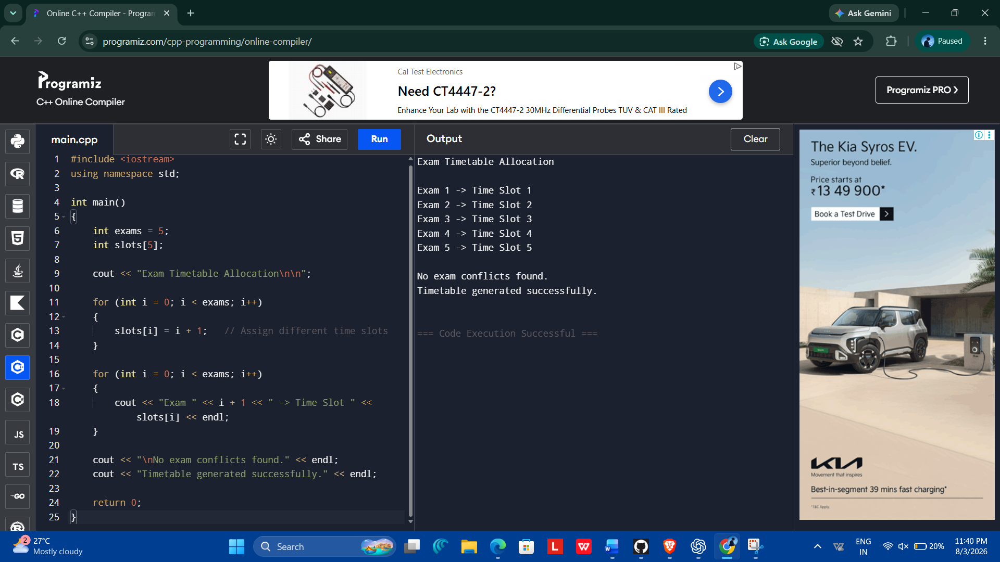 Online C++ Compiler - Program
Ask Gemini
programiz.com/cpp-programming/online-compiler/
Ask Google
Paused
Programiz
C++ Online Compiler
Cal Test Electronics
Need CT4447-2?
Enhance Your Lab with the CT4447-2 30MHz Differential Probes TUV & CAT III Rated
Programiz PRO
main.cpp
Share
Run
Output
Clear
1 #include <iostream>
2 using namespace std;
3
4 int main()
5 {
6 int exams = 5;
7 int slots[5];
8
9 cout << "Exam Timetable Allocation\n\n";
10
11 for (int i = 0; i < exams; i++)
12 {
13 slots[i] = i + 1; // Assign different time slots
14 }
15
16 for (int i = 0; i < exams; i++)
17 {
18 cout << "Exam " << i + 1 << " -> Time Slot " <<
slots[i] << endl;
19 }
20
21 cout << "\nNo exam conflicts found." << endl;
22 cout << "Timetable generated successfully." << endl;
23
24 return 0;
25 }
Exam Timetable Allocation
Exam 1 -> Time Slot 1
Exam 2 -> Time Slot 2
Exam 3 -> Time Slot 3
Exam 4 -> Time Slot 4
Exam 5 -> Time Slot 5
No exam conflicts found.
Timetable generated successfully.
=== Code Execution Successful ===
The Kia Syros EV.
Superior beyond belief.
Price starts at
₹13 49 900*
Book a Test Drive
KIA
Movement that inspires
Best-in-segment 39 mins fast charging*
*T&C Apply.
JS
TS
GO
2
27°C
Mostly cloudy
Search
L
W
W
ENG
IN
20%
11:40 PM
8/3/2026